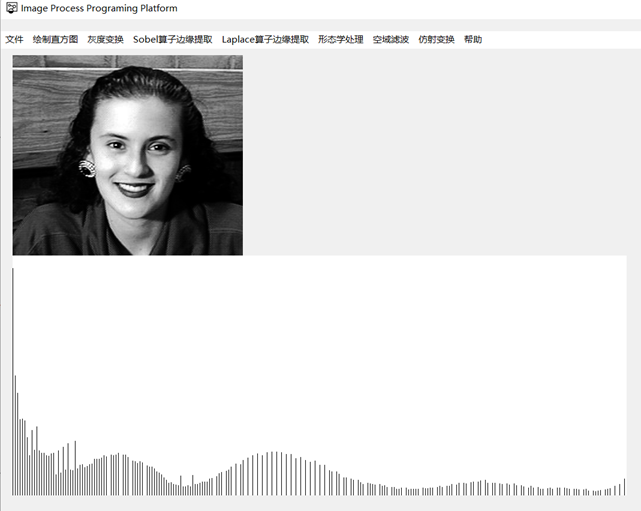 Image Process Programing Platform
文件 绘制直方图 灰度变换 Sobel算子边缘提取 Laplace算子边缘提取 形态学处理 空域滤波 仿射变换 帮助